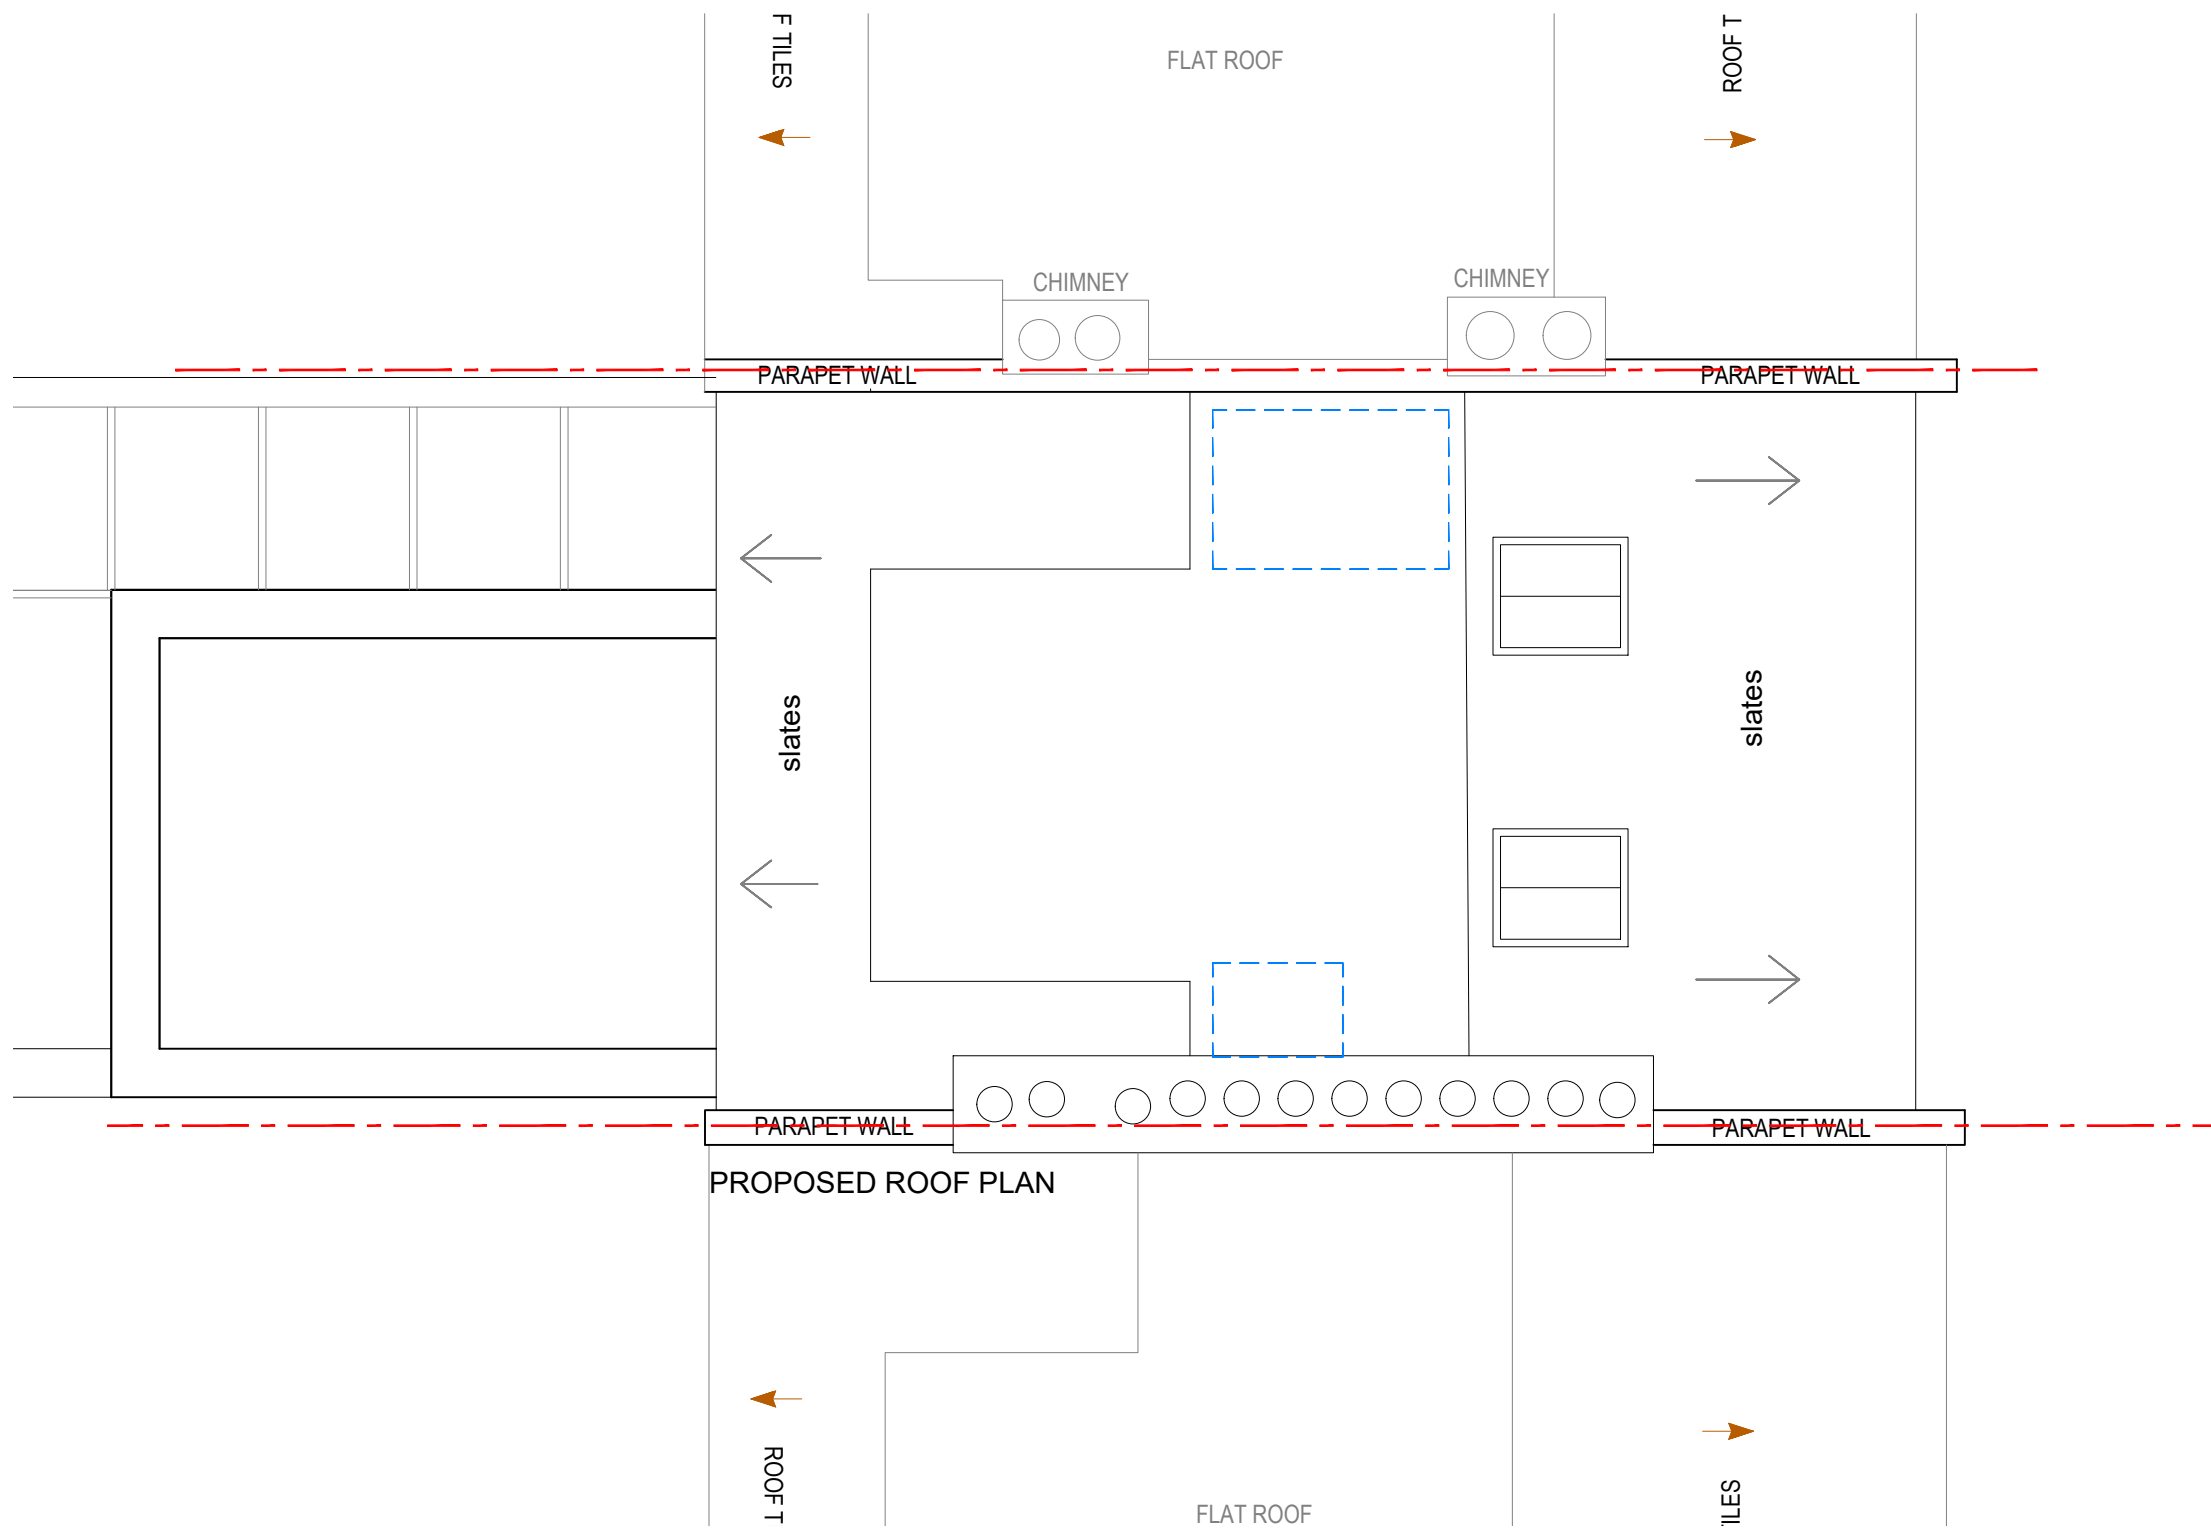 F TILES
FLAT ROOF
ROOF T
CHIMNEY
CHIMNEY
PARAPET WALL
PARAPET WALL
slates
slates
PARAPET WALL
PARAPET WALL
PROPOSED ROOF PLAN
ROOF T
FLAT ROOF
TILES